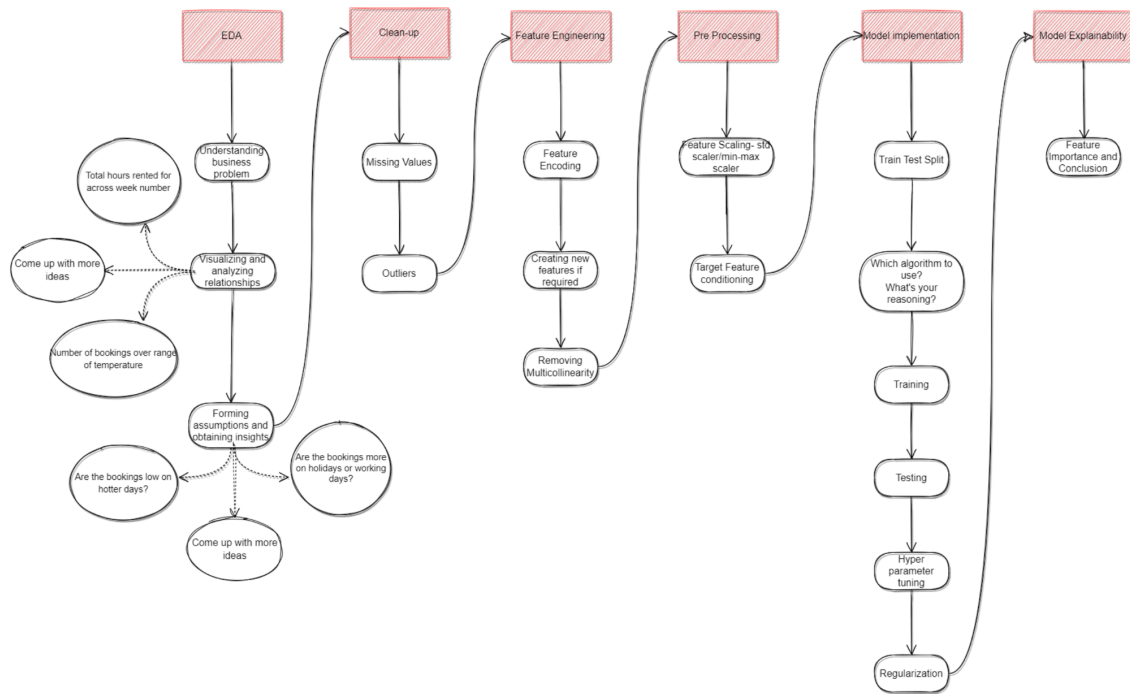 EDA
Clean-up
Feature Engineering
Pre Processing
Model implementation
Model Explainability
Understanding
business
problem
Total hours rented for
across week number
Visualizing and
analyzing
relationships
Come up with more
ideas
Number of bookings over range
of temperature
Forming
assumptions and
obtaining insights
Are the bookings low on
hotter days?
Come up with more
ideas
Are the bookings more
on holidays or working
days?
Missing Values
Outliers
Feature
Encoding
Creating new
features if
required
Removing
Multicollinearity
Feature Scaling- std
scaler/min-max
scaler
Target Feature
conditioning
Train Test Split
Which algorithm to
use?
What's your
reasoning?
Training
Testing
Hyper
parameter
tuning
Regularization
Feature
Importance and
Conclusion